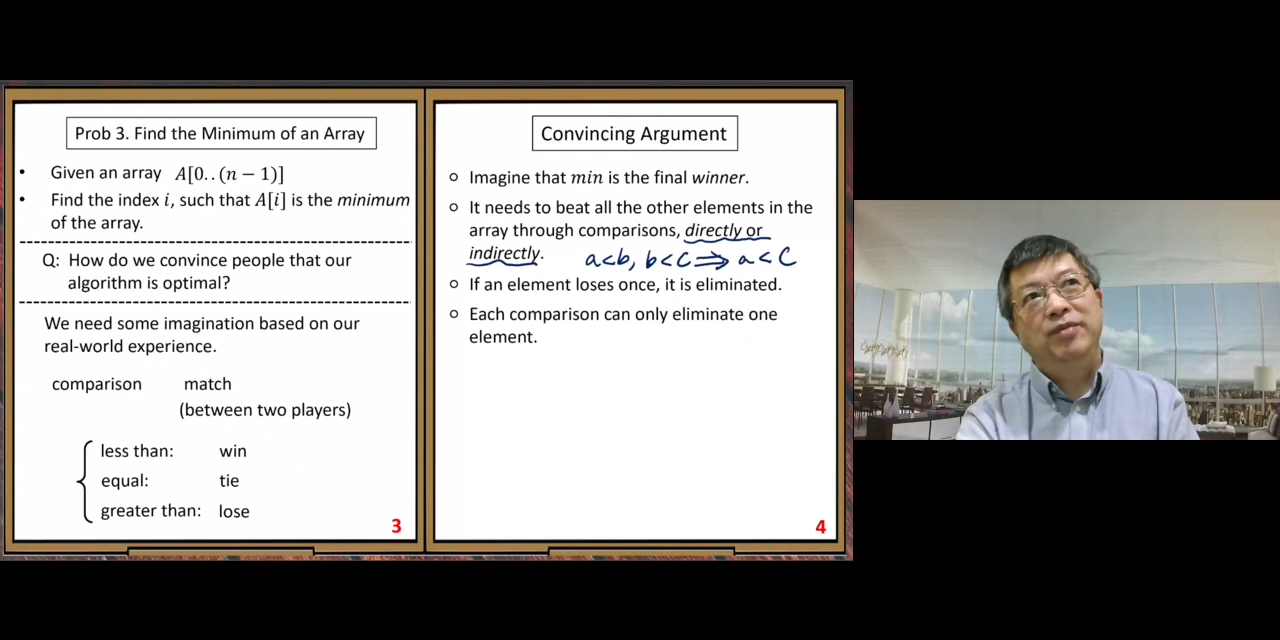 Prob 3. Find the Minimum of an Array
• Given an array A[0..(n − 1)]
• Find the index i, such that A[i] is the minimum
of the array.
Q: How do we convince people that our
algorithm is optimal?
We need some imagination based on our
real-world experience.
comparison match
(between two players)
less than: win
equal: tie
greater than: lose
3
Convincing Argument
○ Imagine that min is the final winner.
○ It needs to beat all the other elements in the
array through comparisons, directly or
indirectly. a<b, b<c ⇒ a<c
○ If an element loses once, it is eliminated.
○ Each comparison can only eliminate one
element.
4